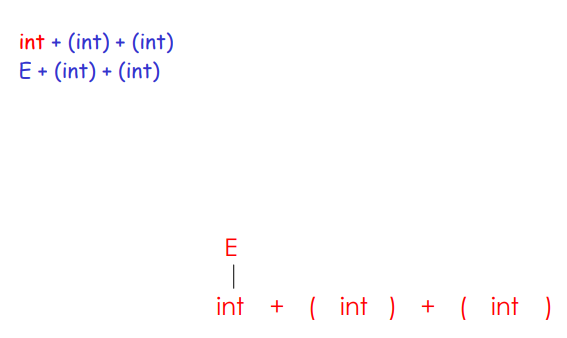 int + (int) + (int)
E + (int) + (int)
E
int + ( int ) + ( int )